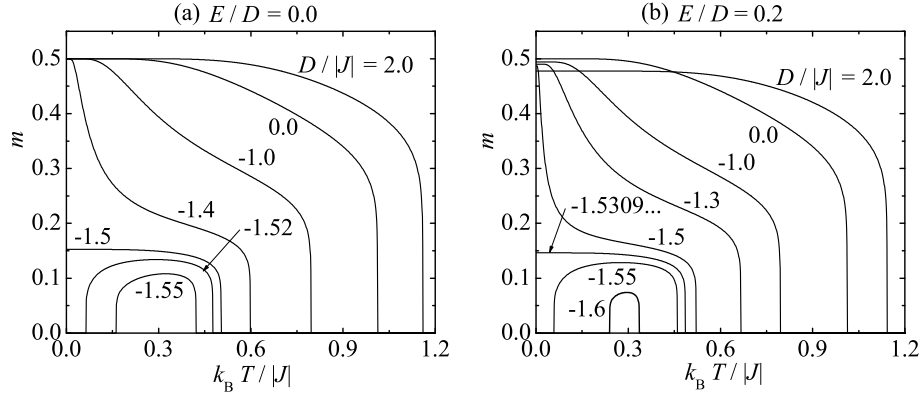 (a) E / D = 0.0
0.5
0.4
0.3
0.2
0.1
0.0
m
D / |J| = 2.0
0.0
-1.0
-1.4
-1.52
-1.5
-1.55
0.0 0.3 0.6 0.9 1.2
k_B T / |J|
(b) E / D = 0.2
0.5
0.4
0.3
0.2
0.1
0.0
m
D / |J| = 2.0
0.0
-1.0
-1.3
-1.5309...
-1.5
-1.55
-1.6
0.0 0.3 0.6 0.9 1.2
k_B T / |J|